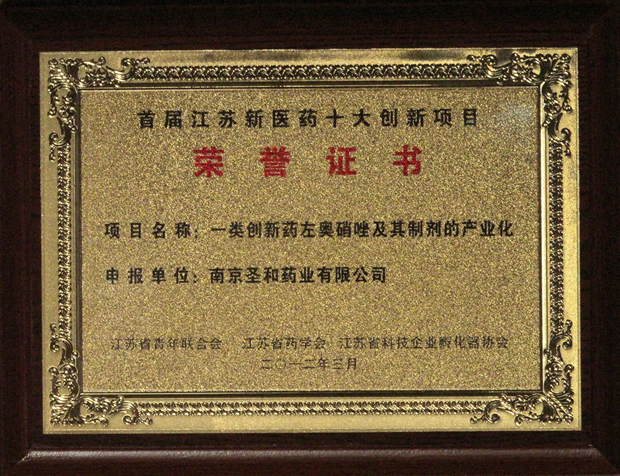 首届江苏新医药十大创新项目
荣誉证书
项目名称：一类创新药左奥硝唑及其制剂的产业化
申报单位：南京圣和药业有限公司
江苏省青年联合会 江苏省药学会 江苏省科技企业孵化器协会
二〇一二年三月